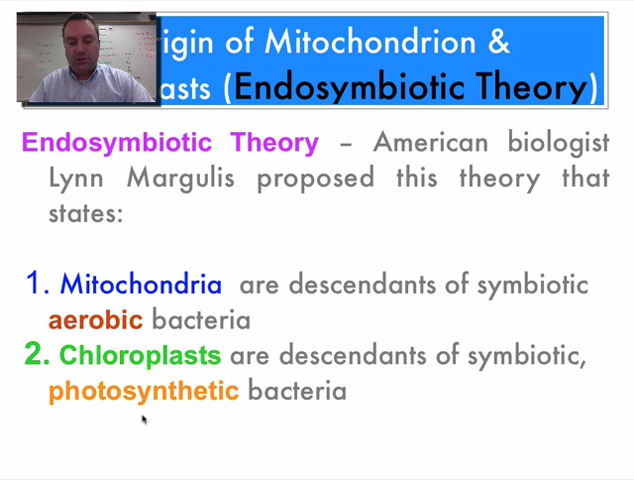 igin of Mitochondrion &
asts (Endosymbiotic Theory)
Endosymbiotic Theory – American biologist
Lynn Margulis proposed this theory that
states:
1. Mitochondria are descendants of symbiotic
aerobic bacteria
2. Chloroplasts are descendants of symbiotic,
photosynthetic bacteria